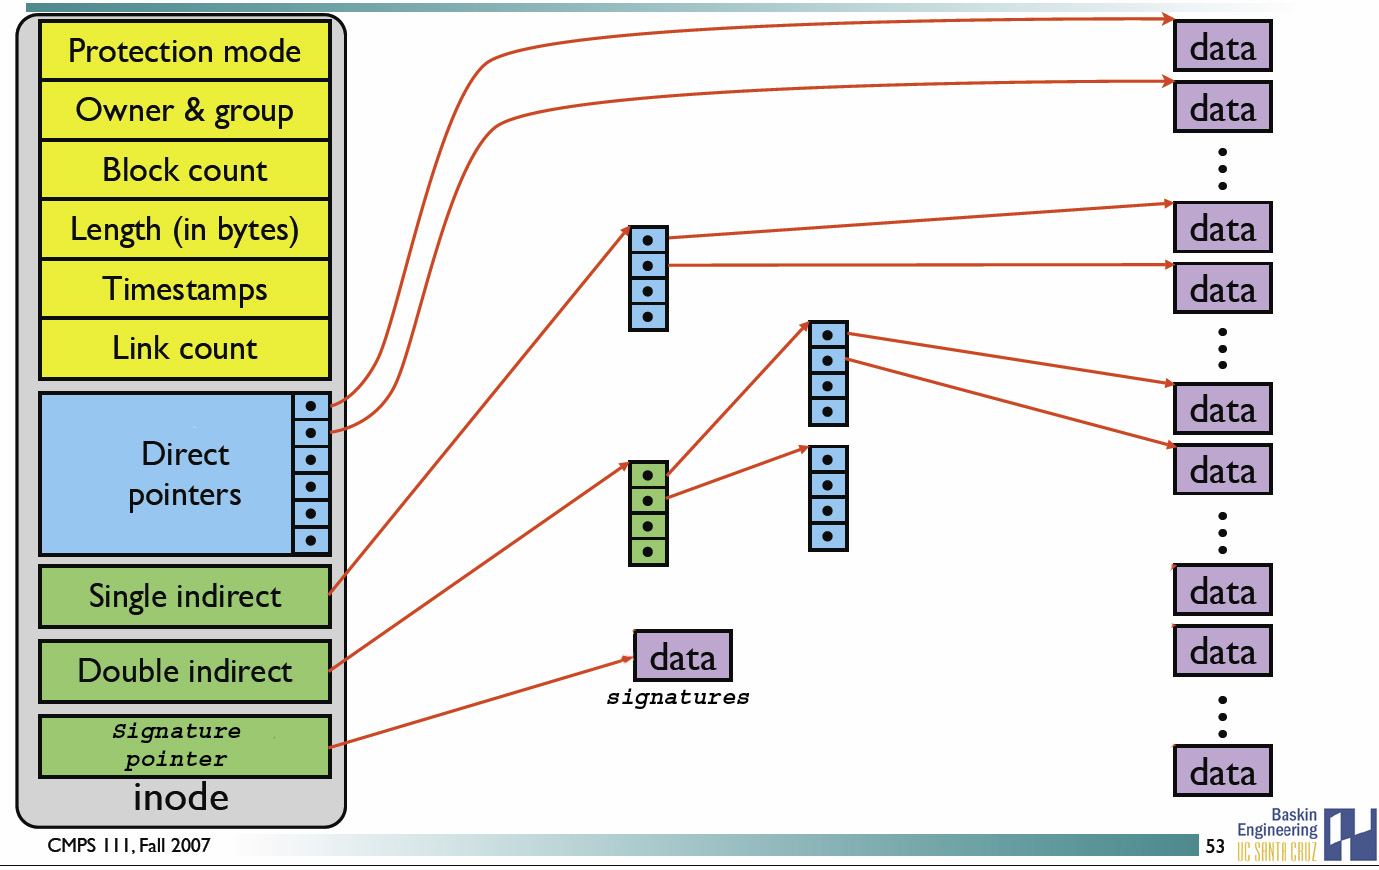 Protection mode
Owner & group
Block count
Length (in bytes)
Timestamps
Link count
Direct
pointers
Single indirect
Double indirect
Signature
pointer
inode
data
signatures
data
data
data
data
data
data
data
data
data
CMPS 111, Fall 2007
53
Baskin
Engineering
UC SANTA CRUZ